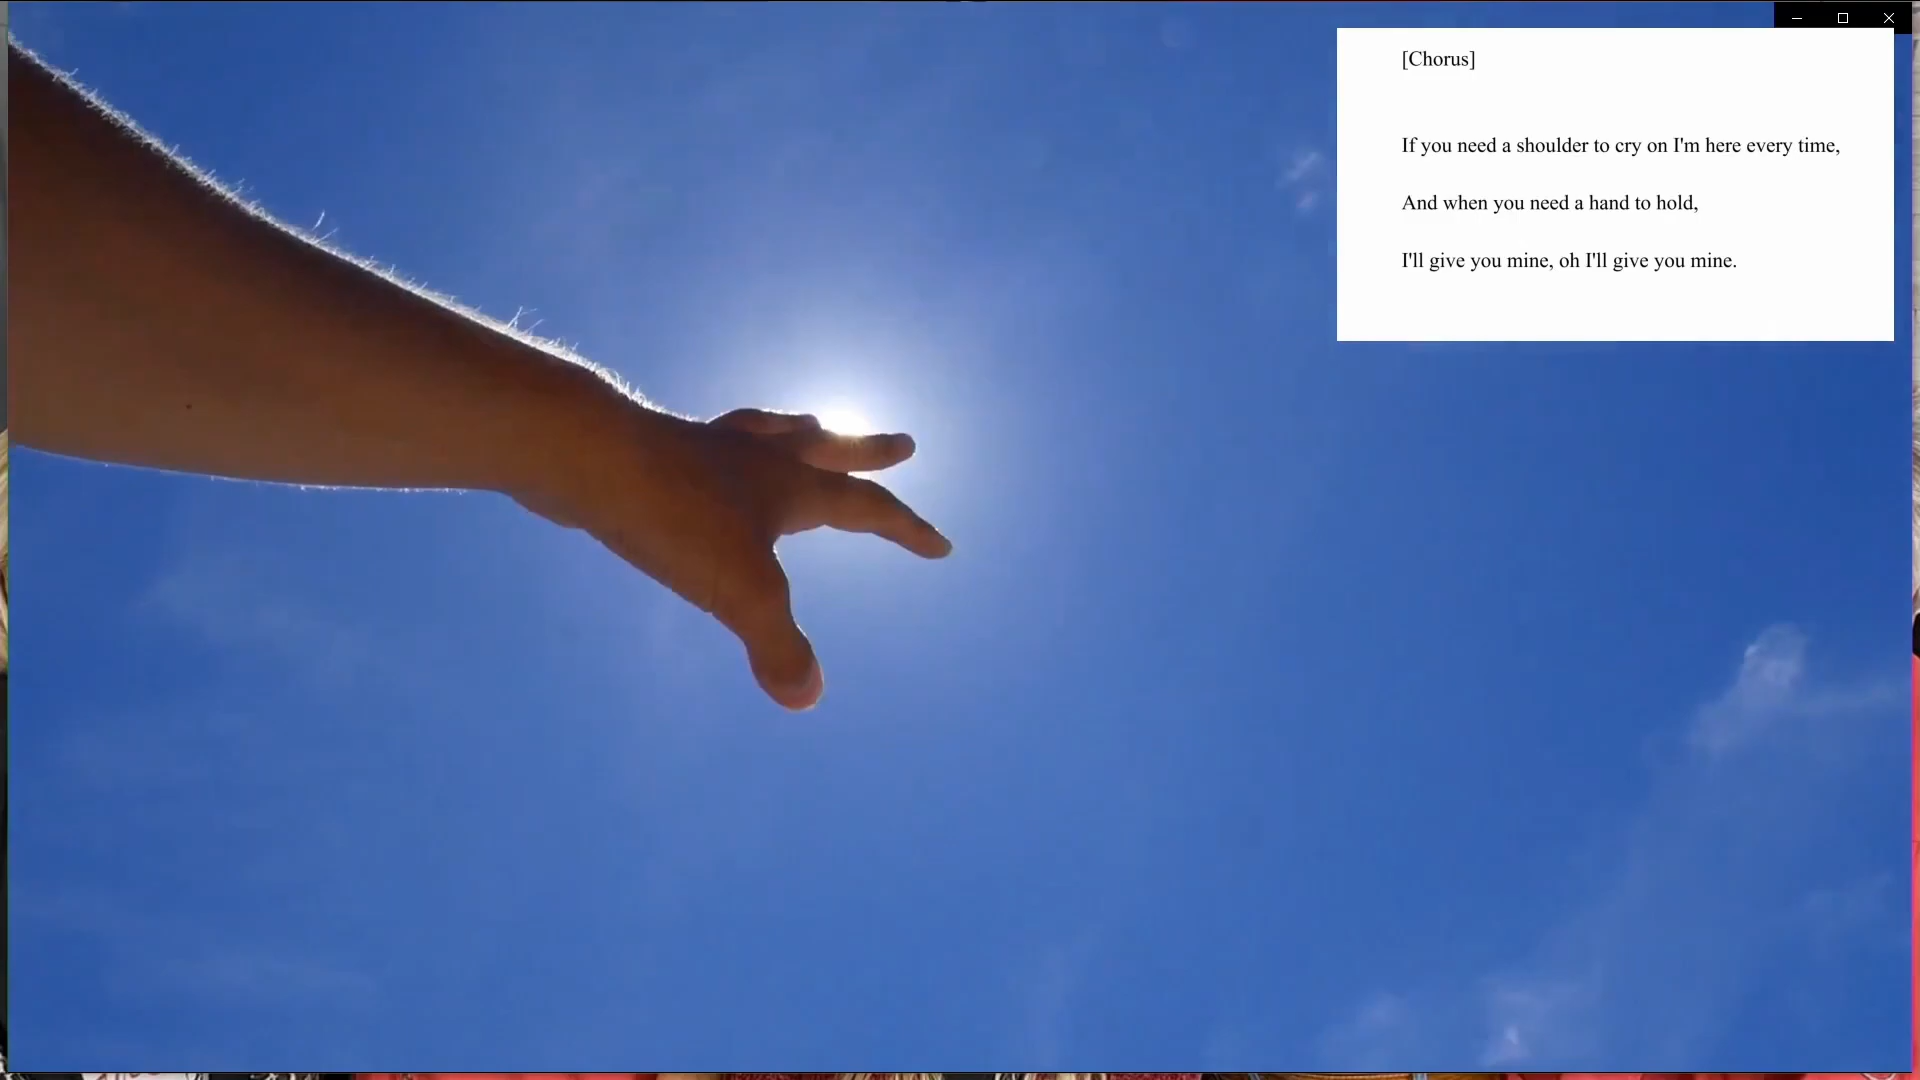 [Chorus]
If you need a shoulder to cry on I'm here every time,
And when you need a hand to hold,
I'll give you mine, oh I'll give you mine.